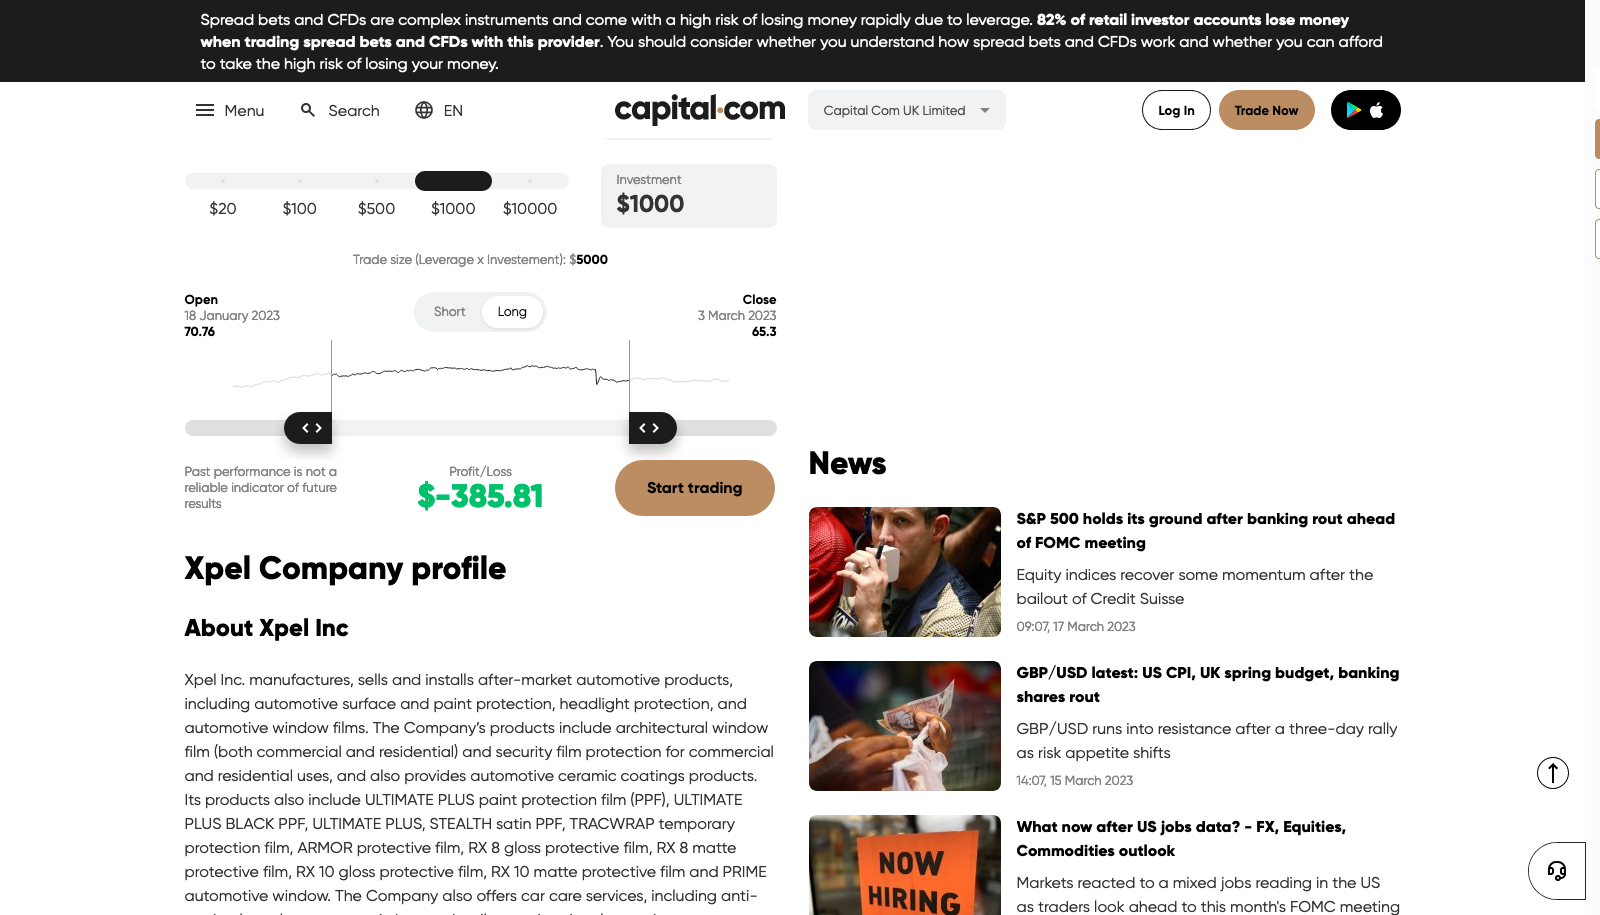 Spread bets and CFDs are complex instruments and come with a high risk of losing money rapidly due to leverage. 82% of retail investor accounts lose money
when trading spread bets and CFDs with this provider. You should consider whether you understand how spread bets and CFDs work and whether you can afford
to take the high risk of losing your money.
Menu
Search
EN
capital.com
Capital Com UK Limited
Log In
Trade Now
$20
$100
$500
$1000
$10000
Investment
$1000
Trade size (Leverage x Investement): $5000
Open
18 January 2023
70.76
Short
Long
Close
3 March 2023
65.3
Past performance is not a
reliable indicator of future
results
Profit/Loss
$-385.81
Start trading
Xpel Company profile
About Xpel Inc
Xpel Inc. manufactures, sells and installs after-market automotive products,
including automotive surface and paint protection, headlight protection, and
automotive window films. The Company's products include architectural window
film (both commercial and residential) and security film protection for commercial
and residential uses, and also provides automotive ceramic coatings products.
Its products also include ULTIMATE PLUS paint protection film (PPF), ULTIMATE
PLUS BLACK PPF, ULTIMATE PLUS, STEALTH satin PPF, TRACWRAP temporary
protection film, ARMOR protective film, RX 8 gloss protective film, RX 8 matte
protective film, RX 10 gloss protective film, RX 10 matte protective film and PRIME
automotive window. The Company also offers car care services, including anti-
News
S&P 500 holds its ground after banking rout ahead
of FOMC meeting
Equity indices recover some momentum after the
bailout of Credit Suisse
09:07, 17 March 2023
GBP/USD latest: US CPI, UK spring budget, banking
shares rout
GBP/USD runs into resistance after a three-day rally
as risk appetite shifts
14:07, 15 March 2023
NOW
HIRING
What now after US jobs data? - FX, Equities,
Commodities outlook
Markets reacted to a mixed jobs reading in the US
as traders look ahead to this month's FOMC meeting